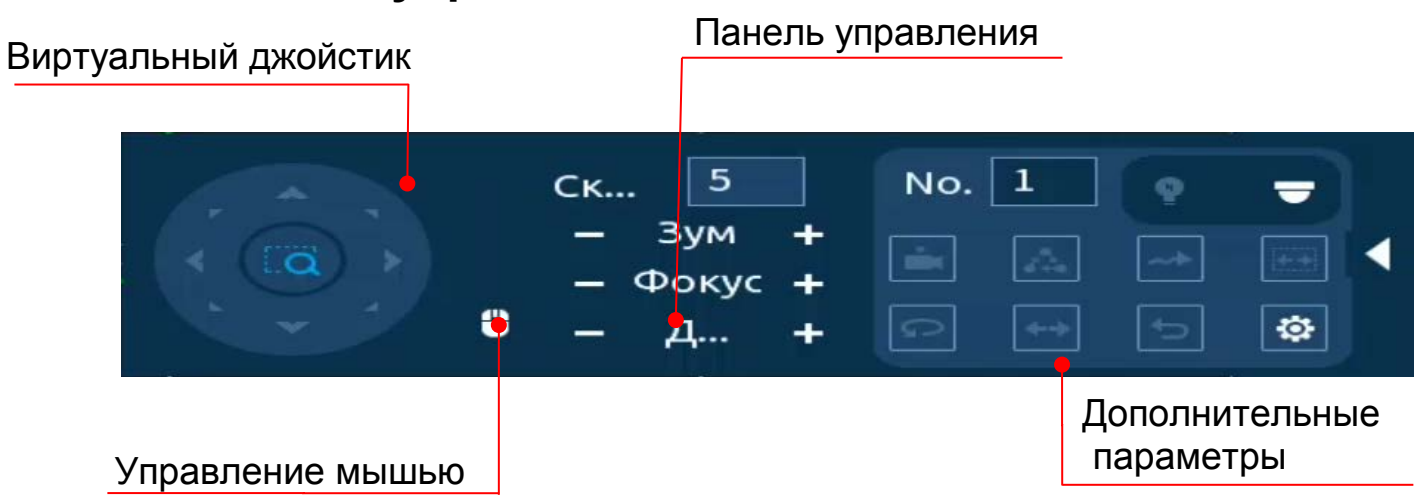 Панель управления
Виртуальный джойстик
Ск... 5
No. 1
− Зум +
− Фокус +
− Д... +
Дополнительные
параметры
Управление мышью